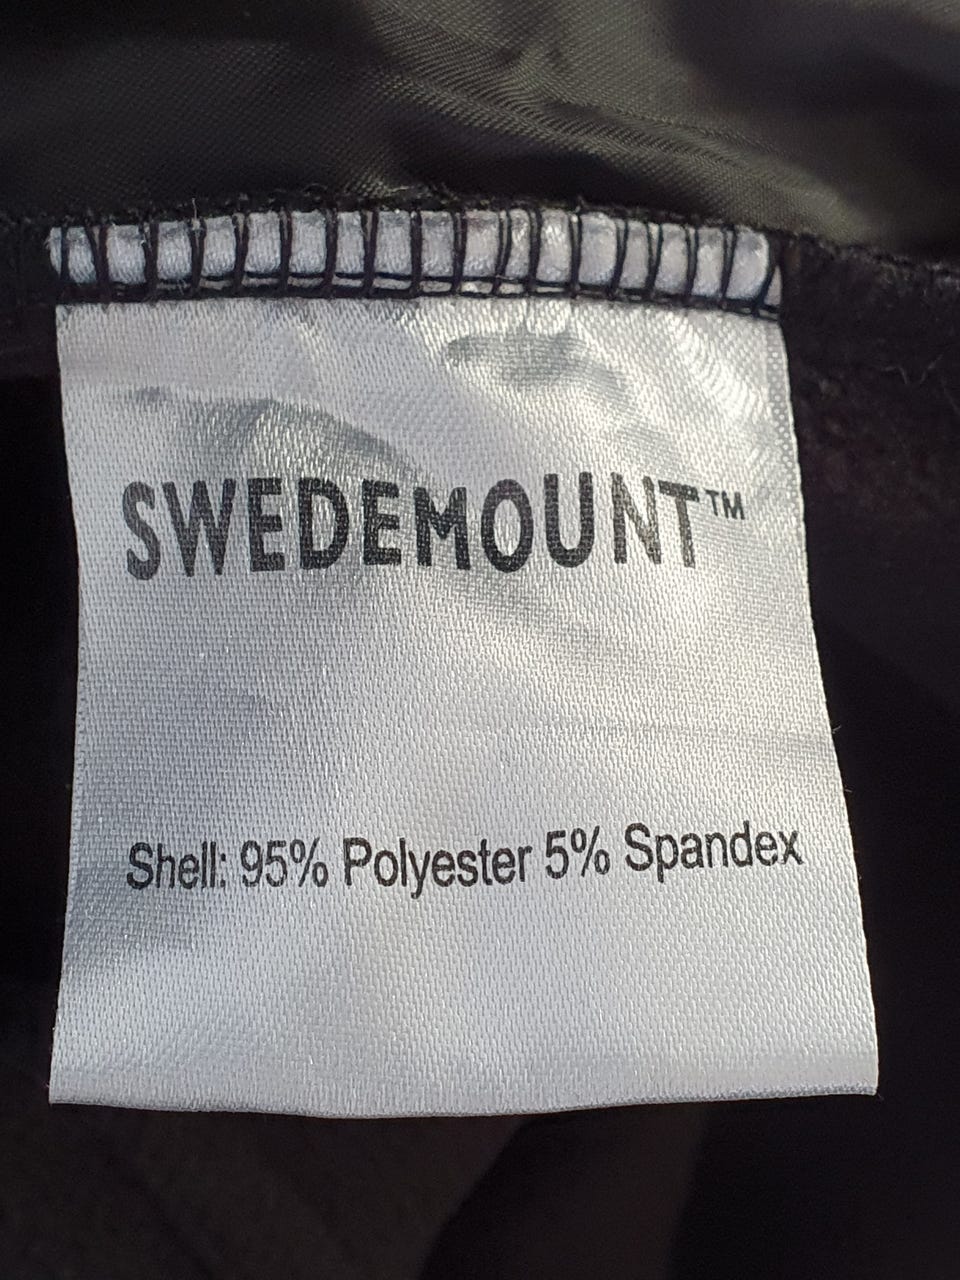 SWEDEMOUNT™
Shell: 95% Polyester 5% Spandex